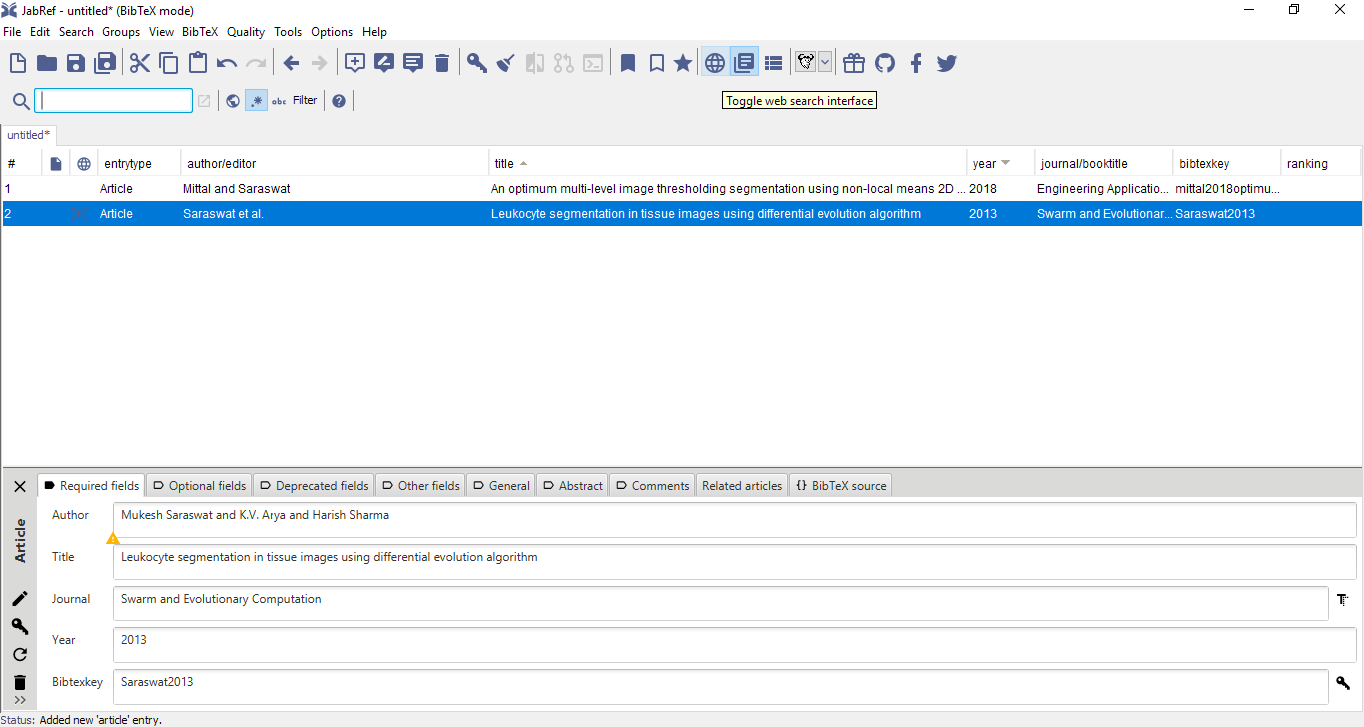 JabRef - untitled* (BibTeX mode)
File Edit Search Groups View BibTeX Quality Tools Options Help
abc Filter
Toggle web search interface
untitled*
# entrytype author/editor title year journal/booktitle bibtexkey ranking
1 Article Mittal and Saraswat An optimum multi-level image thresholding segmentation using non-local means 2D ... 2018 Engineering Applicatio... mittal2018optimu...
2 Article Saraswat et al. Leukocyte segmentation in tissue images using differential evolution algorithm 2013 Swarm and Evolutionar... Saraswat2013
Required fields Optional fields Deprecated fields Other fields General Abstract Comments Related articles {} BibTeX source
Article
Author Mukesh Saraswat and K.V. Arya and Harish Sharma
Title Leukocyte segmentation in tissue images using differential evolution algorithm
Journal Swarm and Evolutionary Computation
Year 2013
Bibtexkey Saraswat2013
Status: Added new 'article' entry.